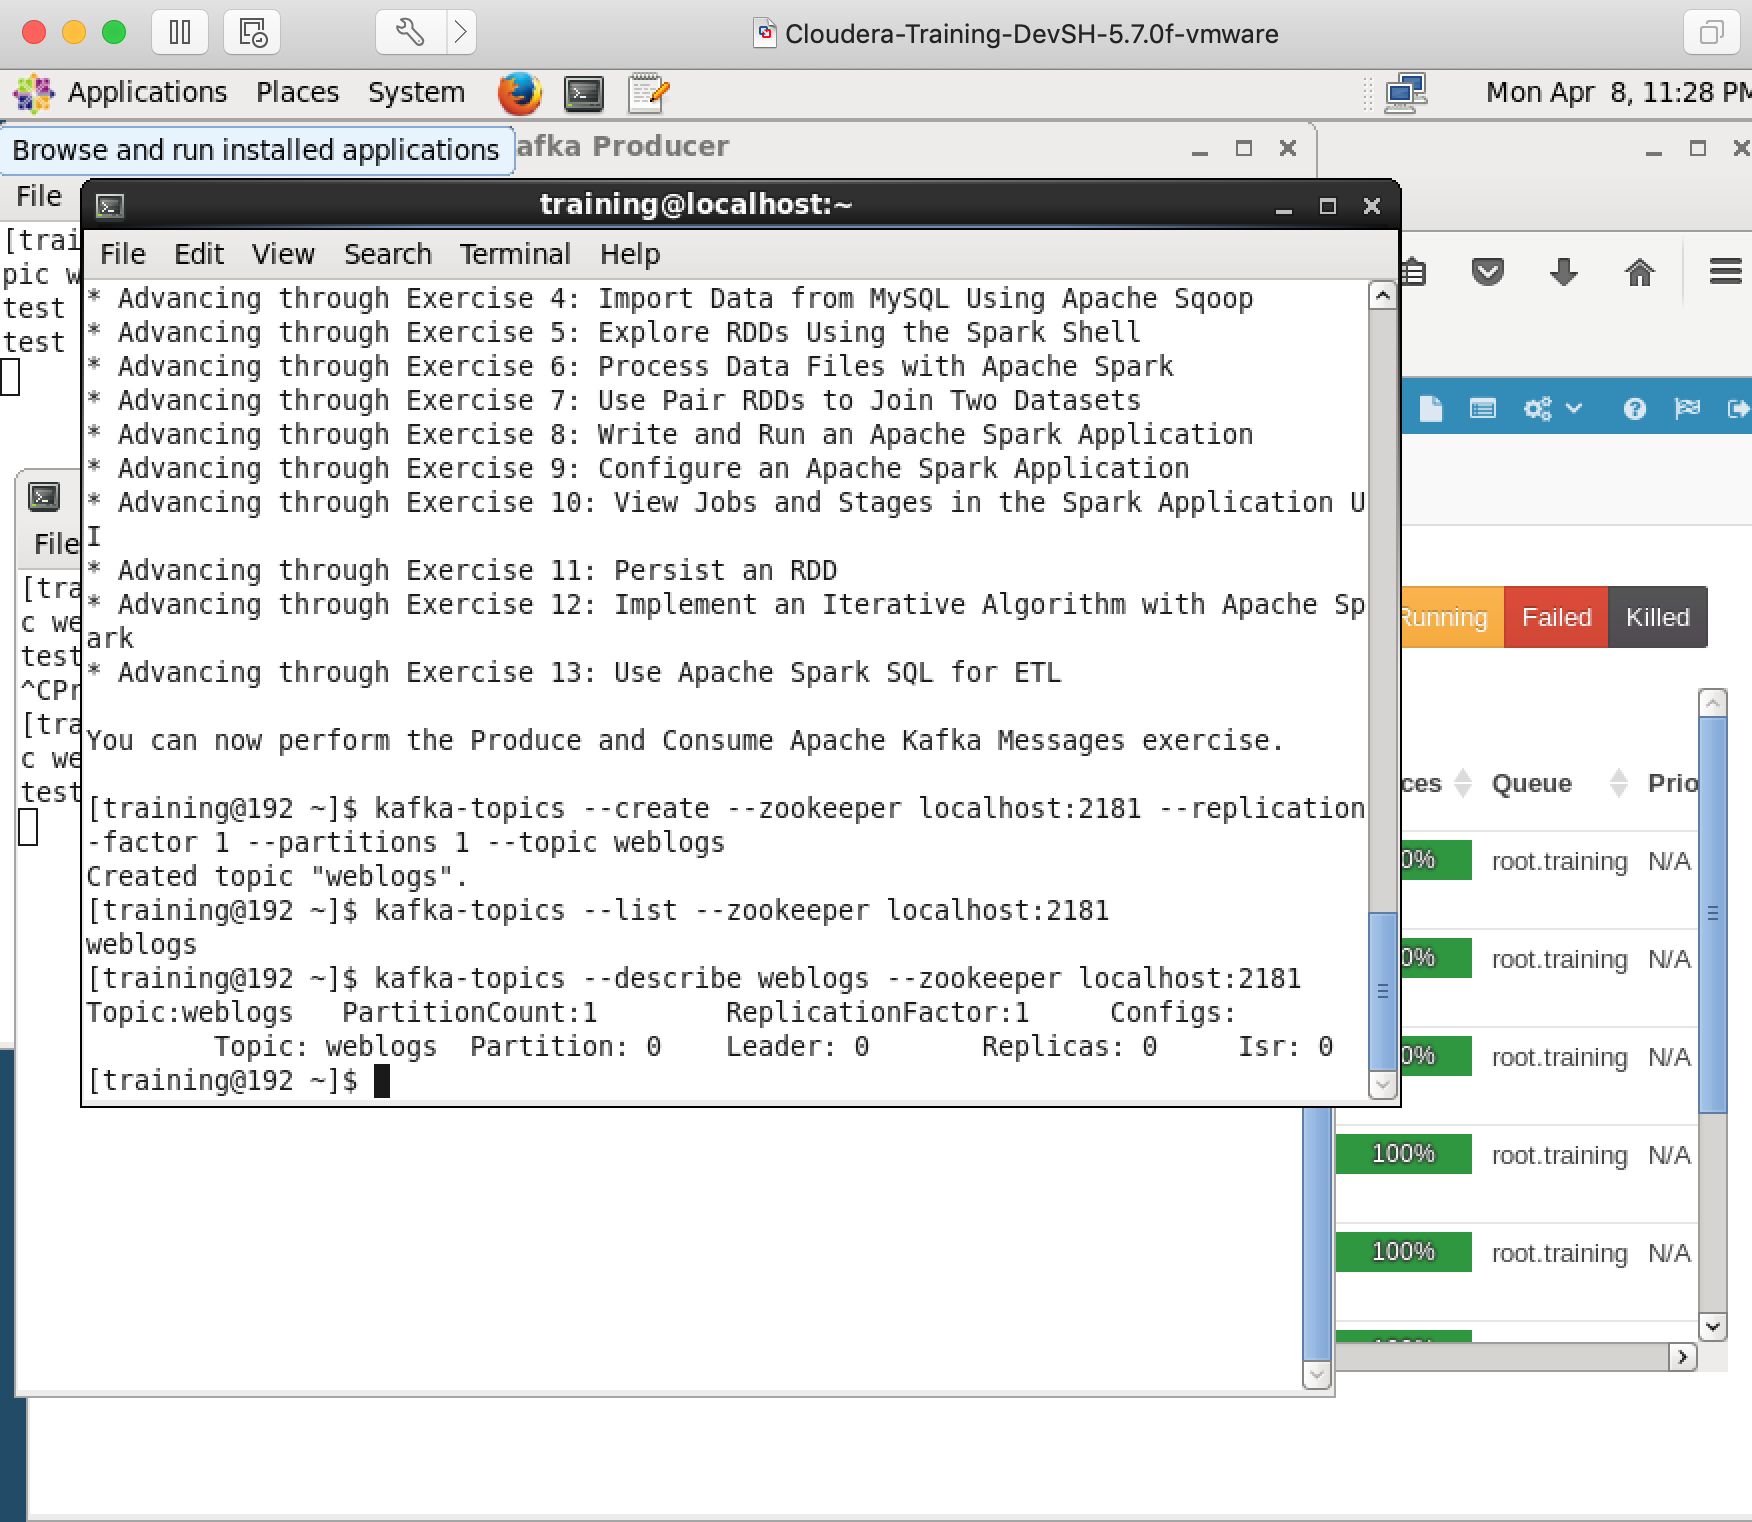 Cloudera-Training-DevSH-5.7.0f-vmware
Applications Places System
Mon Apr 8, 11:28 PM
Browse and run installed applications
afka Producer
File
[trai
pic w
test
test
training@localhost:~
File Edit View Search Terminal Help
* Advancing through Exercise 4: Import Data from MySQL Using Apache Sqoop
* Advancing through Exercise 5: Explore RDDs Using the Spark Shell
* Advancing through Exercise 6: Process Data Files with Apache Spark
* Advancing through Exercise 7: Use Pair RDDs to Join Two Datasets
* Advancing through Exercise 8: Write and Run an Apache Spark Application
* Advancing through Exercise 9: Configure an Apache Spark Application
* Advancing through Exercise 10: View Jobs and Stages in the Spark Application U
I
* Advancing through Exercise 11: Persist an RDD
* Advancing through Exercise 12: Implement an Iterative Algorithm with Apache Sp
ark
* Advancing through Exercise 13: Use Apache Spark SQL for ETL
You can now perform the Produce and Consume Apache Kafka Messages exercise.
[training@192 ~]$ kafka-topics --create --zookeeper localhost:2181 --replication
-factor 1 --partitions 1 --topic weblogs
Created topic "weblogs".
[training@192 ~]$ kafka-topics --list --zookeeper localhost:2181
weblogs
[training@192 ~]$ kafka-topics --describe weblogs --zookeeper localhost:2181
Topic:weblogs PartitionCount:1 ReplicationFactor:1 Configs:
Topic: weblogs Partition: 0 Leader: 0 Replicas: 0 Isr: 0
[training@192 ~]$
File
[tra
c we
test
^CPr
[tra
c we
test
Running Failed Killed
ces Queue Prio
0% root.training N/A
0% root.training N/A
0% root.training N/A
100% root.training N/A
100% root.training N/A